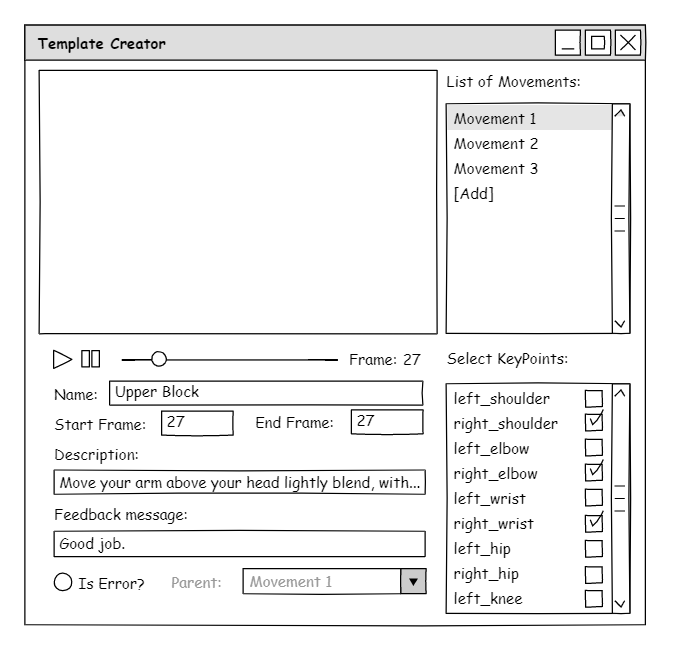 Template Creator
List of Movements:
Movement 1
Movement 2
Movement 3
[Add]
Frame: 27
Select KeyPoints:
Name: Upper Block
Start Frame: 27 End Frame: 27
Description:
Move your arm above your head lightly blend, with...
Feedback message:
Good job.
Is Error? Parent: Movement 1
left_shoulder
right_shoulder
left_elbow
right_elbow
left_wrist
right_wrist
left_hip
right_hip
left_knee